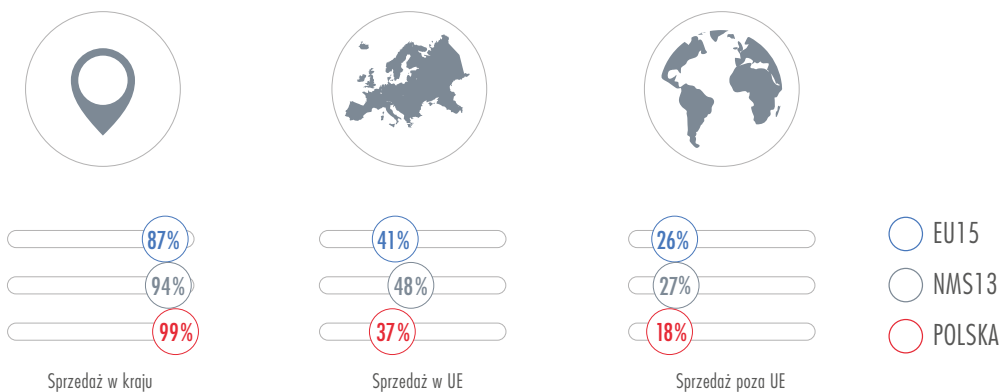 87%
41%
26%
EU15
94%
48%
27%
NMS13
99%
37%
18%
POLSKA
Sprzedaż w kraju
Sprzedaż w UE
Sprzedaż poza UE